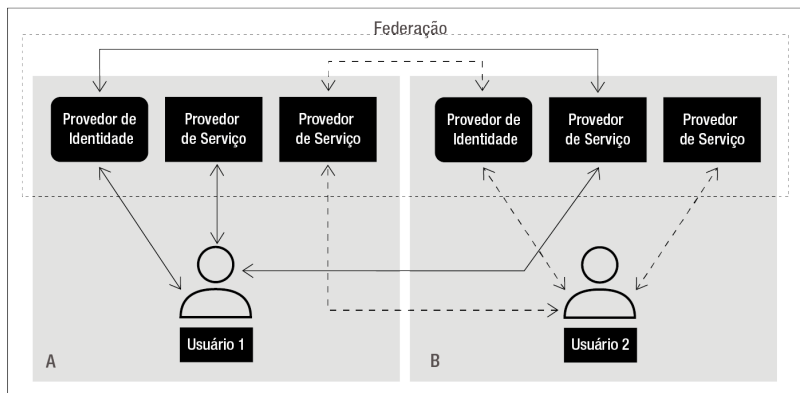 Federação
Provedor de
Identidade
Provedor
de Serviço
Provedor
de Serviço
Provedor de
Identidade
Provedor
de Serviço
Provedor
de Serviço
Usuário 1
A
Usuário 2
B